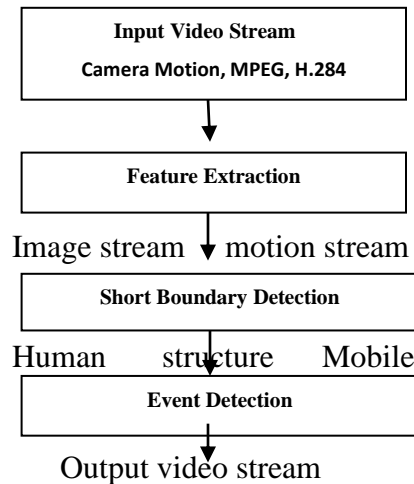 Input Video Stream
Camera Motion, MPEG, H.284
Feature Extraction
Image stream motion stream
Short Boundary Detection
Human structure Mobile
Event Detection
Output video stream